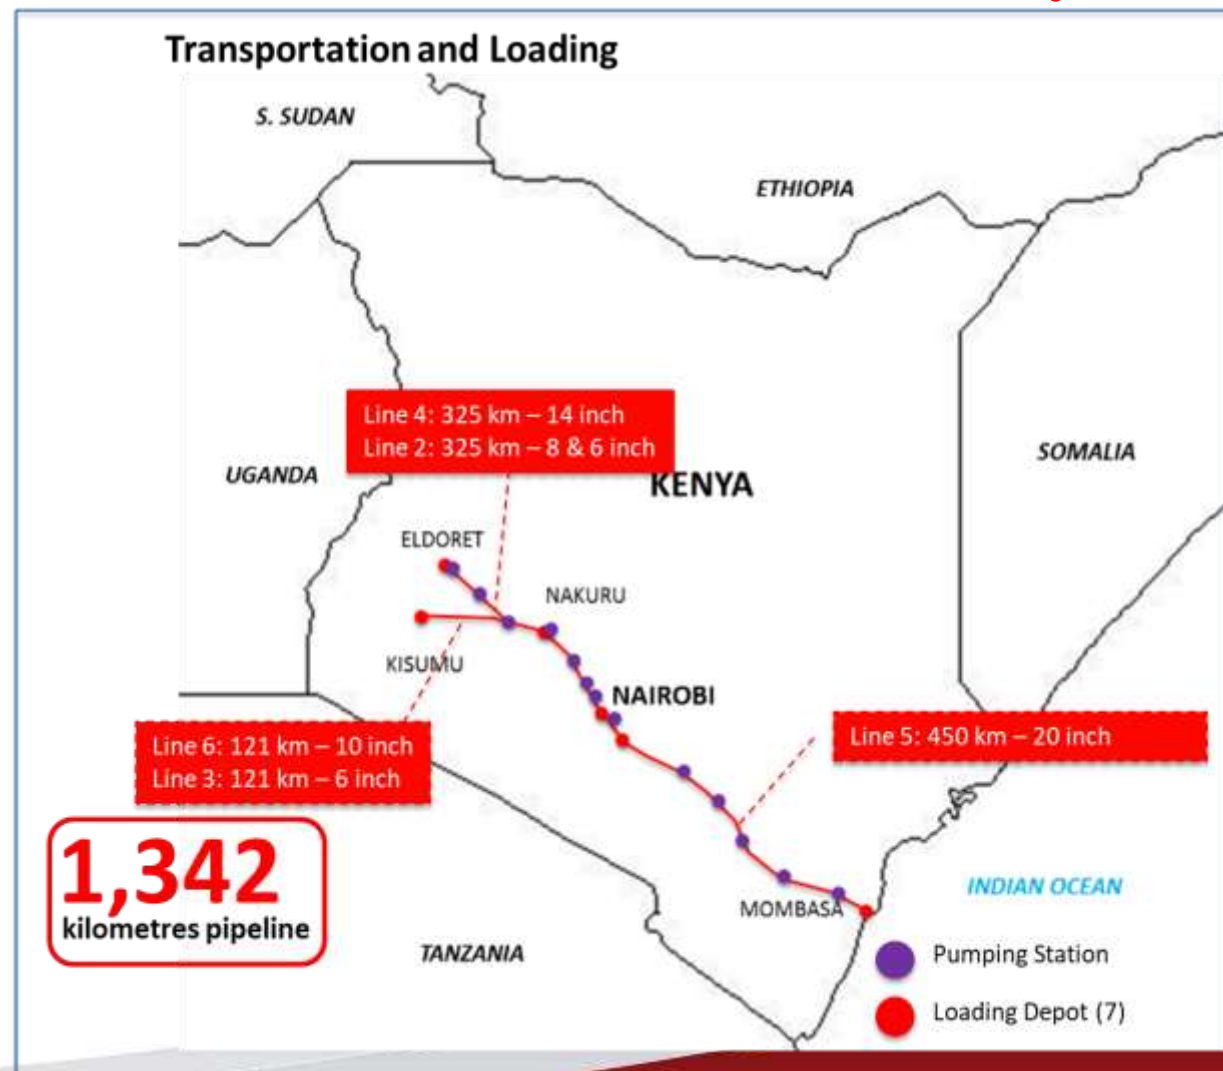 Transportation and Loading
S. SUDAN
ETHIOPIA
Line 4: 325 km – 14 inch
Line 2: 325 km – 8 & 6 inch
UGANDA
KENYA
SOMALIA
ELDORET
NAKURU
KISUMU
NAIROBI
Line 6: 121 km – 10 inch
Line 3: 121 km – 6 inch
Line 5: 450 km – 20 inch
1,342
kilometres pipeline
INDIAN OCEAN
MOMBASA
TANZANIA
Pumping Station
Loading Depot (7)